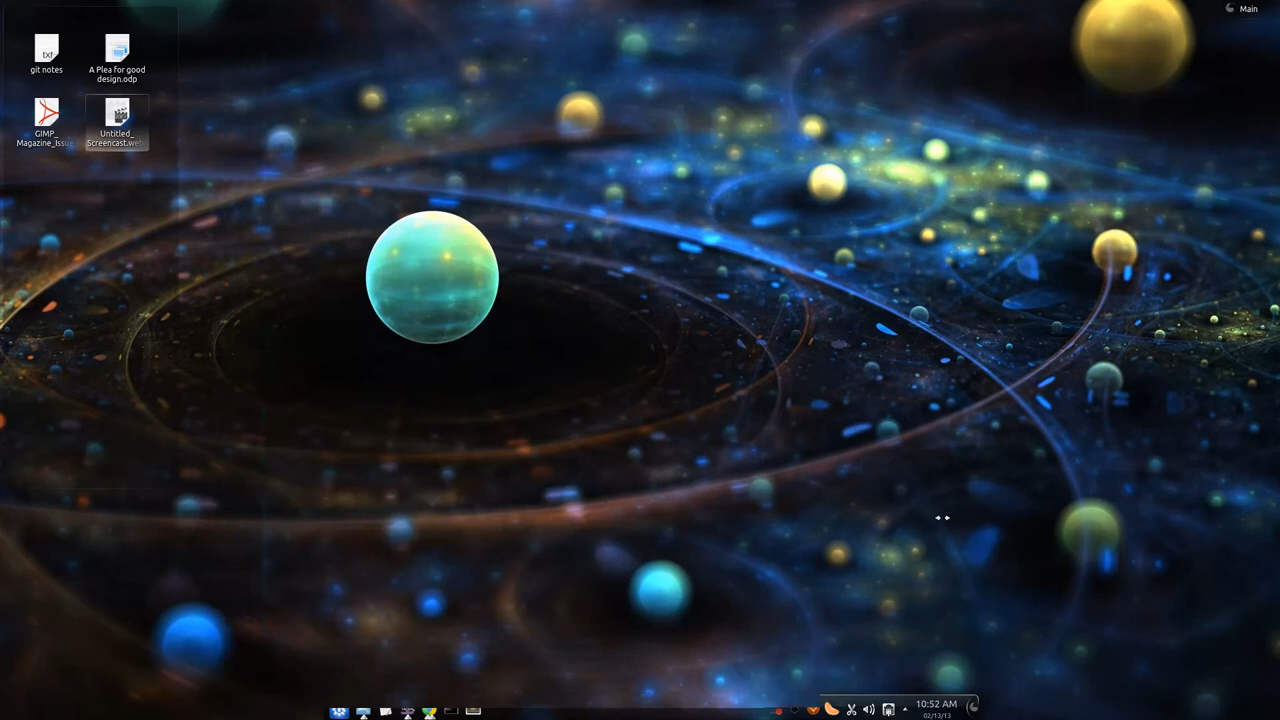 Main
txt
git notes
A Plea for good
design.odp
GIMP_
Magazine_Issu
Untitled_
Screencast.we
10:52 AM
02/13/13